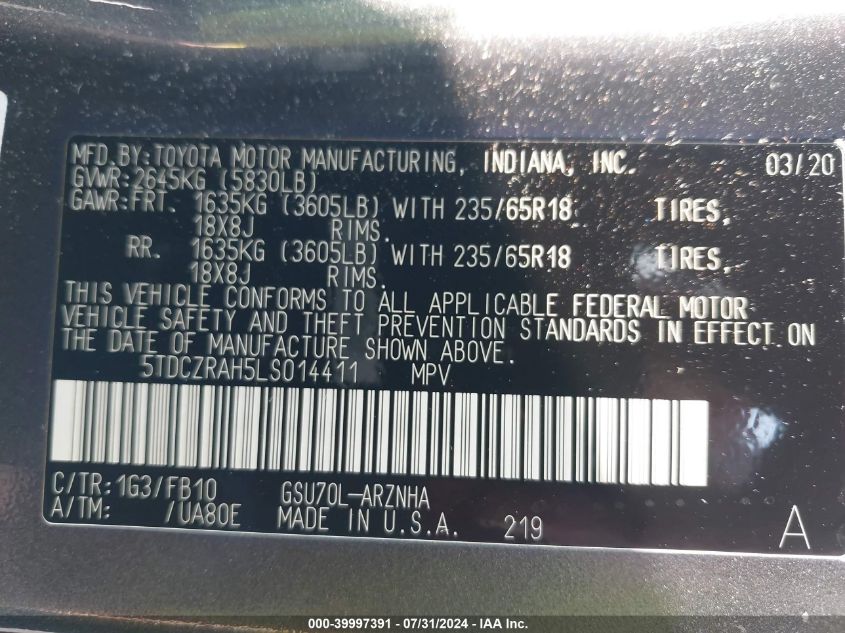 MFD. BY: TOYOTA MOTOR MANUFACTURING, INDIANA, INC. 03/20
GVWR: 2645KG (5830LB)
GAWR: FRT. 1635KG (3605LB) WITH 235/65R18 TIRES,
18X8J RIMS.
RR. 1635KG (3605LB) WITH 235/65R18 TIRES,
18X8J RIMS.
THIS VEHICLE CONFORMS TO ALL APPLICABLE FEDERAL MOTOR
VEHICLE SAFETY AND THEFT PREVENTION STANDARDS IN EFFECT ON
THE DATE OF MANUFACTURE SHOWN ABOVE.
5TDCZRAH5LS014411 MPV
C/TR: 1G3/FB10 GSU70L-ARZNHA
A/TM: /UA80E MADE IN U.S.A. 219 A
000-39997391 - 07/31/2024 - IAA Inc.